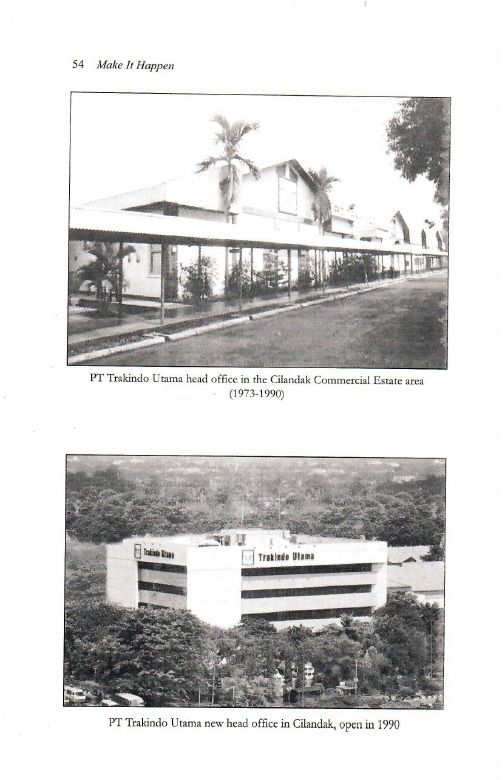 54 Make It Happen
PT Trakindo Utama head office in the Cilandak Commercial Estate area
(1973-1990)
Trakindo Utama
Trakindo Utama
PT Trakindo Utama new head office in Cilandak, open in 1990